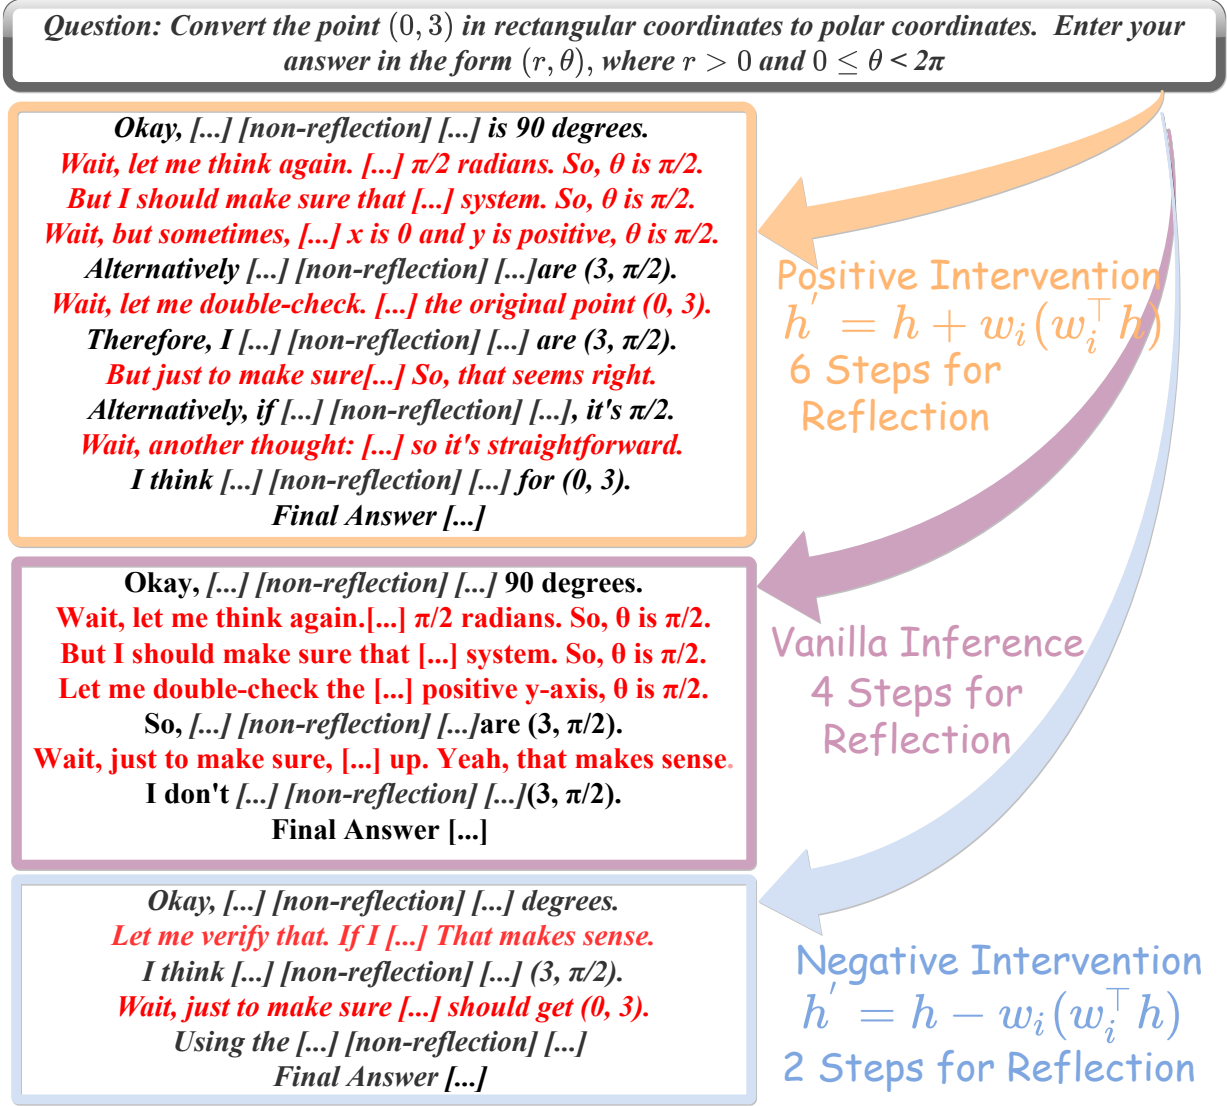 Question: Convert the point (0, 3) in rectangular coordinates to polar coordinates. Enter your
answer in the form (r, θ), where r > 0 and 0 ≤ θ < 2π
Okay, [...] [non-reflection] [...] is 90 degrees.
Wait, let me think again. [...] π/2 radians. So, θ is π/2.
But I should make sure that [...] system. So, θ is π/2.
Wait, but sometimes, [...] x is 0 and y is positive, θ is π/2.
Alternatively [...] [non-reflection] [...]are (3, π/2).
Wait, let me double-check. [...] the original point (0, 3).
Therefore, I [...] [non-reflection] [...] are (3, π/2).
But just to make sure[...] So, that seems right.
Alternatively, if [...] [non-reflection] [...], it's π/2.
Wait, another thought: [...] so it's straightforward.
I think [...] [non-reflection] [...] for (0, 3).
Final Answer [...]
Positive Intervention
h' = h + w_i(w_i^⊤ h)
6 Steps for
Reflection
Okay, [...] [non-reflection] [...] 90 degrees.
Wait, let me think again.[...] π/2 radians. So, θ is π/2.
But I should make sure that [...] system. So, θ is π/2.
Let me double-check the [...] positive y-axis, θ is π/2.
So, [...] [non-reflection] [...]are (3, π/2).
Wait, just to make sure, [...] up. Yeah, that makes sense.
I don't [...] [non-reflection] [...](3, π/2).
Final Answer [...]
Vanilla Inference
4 Steps for
Reflection
Okay, [...] [non-reflection] [...] degrees.
Let me verify that. If I [...] That makes sense.
I think [...] [non-reflection] [...] (3, π/2).
Wait, just to make sure [...] should get (0, 3).
Using the [...] [non-reflection] [...]
Final Answer [...]
Negative Intervention
h' = h − w_i(w_i^⊤ h)
2 Steps for Reflection